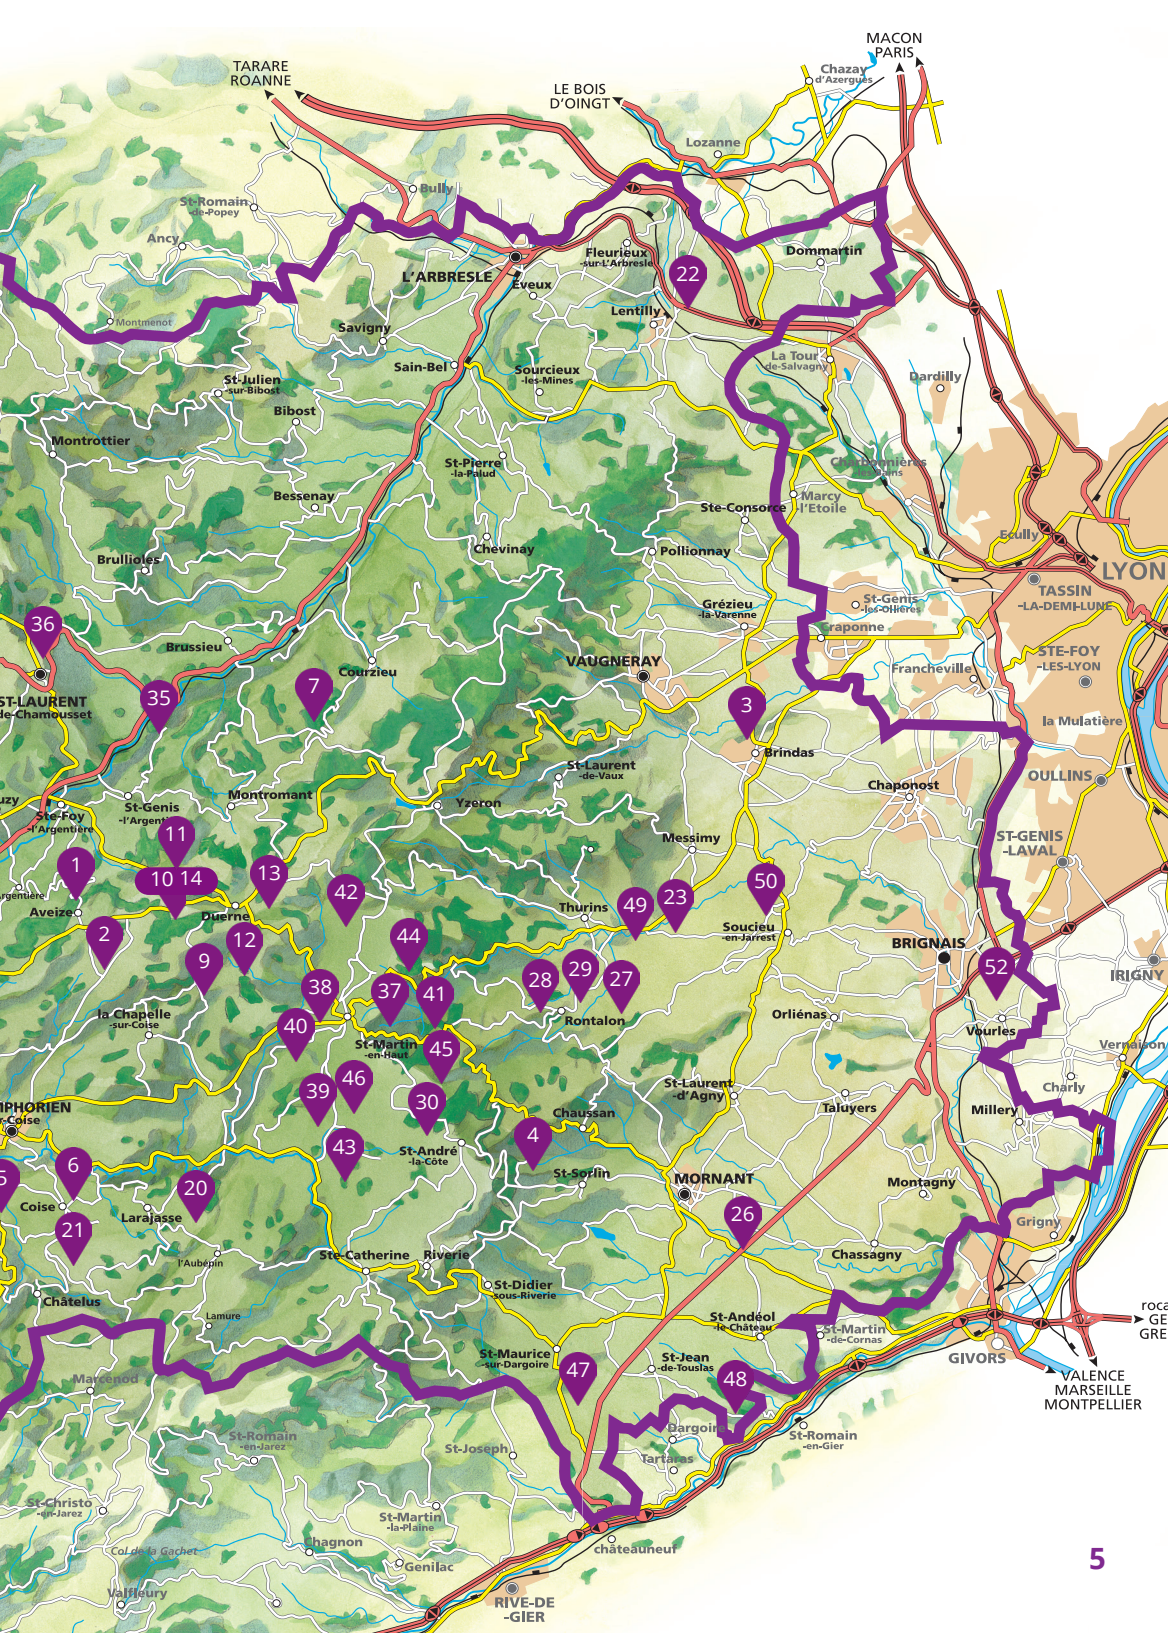 MACON
PARIS
TARARE
ROANNE
Chazay
d'Azergues
LE BOIS
D'OINGT
Lozanne
Bully
St-Romain
-de-Popey
Ancy
Dommartin
Fleurieux
-sur-L'Arbresle
L'ARBRESLE
22
Eveux
Lentilly
Montmenot
Savigny
La Tour
de-Salvagny
Sain-Bel
Sourcieux
-les-Mines
Dardilly
St-Julien
-sur-Bibost
Bibost
Montrottier
St-Pierre
-la-Palud
Charbonnières
-les-Bains
Bessenay
Marcy
-l'Etoile
Ste-Consorce
Ecully
Chevinay
Pollionnay
Brullioles
LYON
TASSIN
-LA-DEMI-LUNE
St-Genis
-les-Ollières
Grézieu
-la-Varenne
36
Craponne
Brussieu
STE-FOY
-LES-LYON
VAUGNERAY
Courzieu
Francheville
7
35
ST-LAURENT
de-Chamousset
3
la Mulatière
Brindas
St-Laurent
-de-Vaux
OULLINS
Chaponost
Montromant
Yzeron
St-Genis
-l'Argenti
Ste-Foy
-l'Argentière
11
Messimy
ST-GENIS
-LAVAL
1
10 14
13
42
50
Aveize
Duerne
Thurins
49
23
Soucieu
-en-Jarrest
2
12
44
BRIGNAIS
9
28
29
27
52
IRIGNY
38
37
41
la Chapelle
-sur-Coise
40
Rontalon
Orliénas
Vourles
St-Martin
-en-Haut
45
Vernaison
39
46
St-Laurent
-d'Agny
Charly
MPHORIEN
r-Coise
30
Chaussan
Taluyers
Millery
4
43
St-André
-la-Côte
5
6
St-Sorlin
MORNANT
Montagny
20
Coise
Larajasse
26
Grigny
21
l'Aubépin
Ste-Catherine
Riverie
Chassagny
St-Didier
sous-Riverie
Châtelus
Lamure
St-Andéol
-le-Château
St-Martin
-de-Cornas
roca
GE
GRE
GIVORS
St-Maurice
-sur-Dargoire
St-Jean
-de-Touslas
47
48
VALENCE
MARSEILLE
MONTPELLIER
Marcenod
St-Romain
-en-Jarez
St-Joseph
Dargoire
St-Romain
-en-Gier
Tartaras
St-Christo
-en-Jarez
St-Martin
-la-Plaine
Chagnon
châteauneuf
Col de la Gachet
Genilac
5
Valfleury
RIVE-DE
-GIER